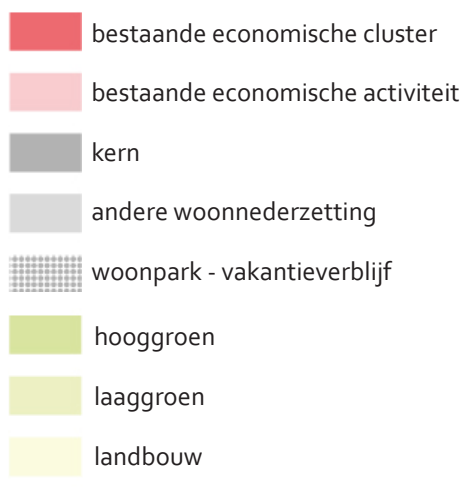 bestaande economische cluster
bestaande economische activiteit
kern
andere woonnederzetting
woonpark - vakantieverblijf
hooggroen
laaggroen
landbouw